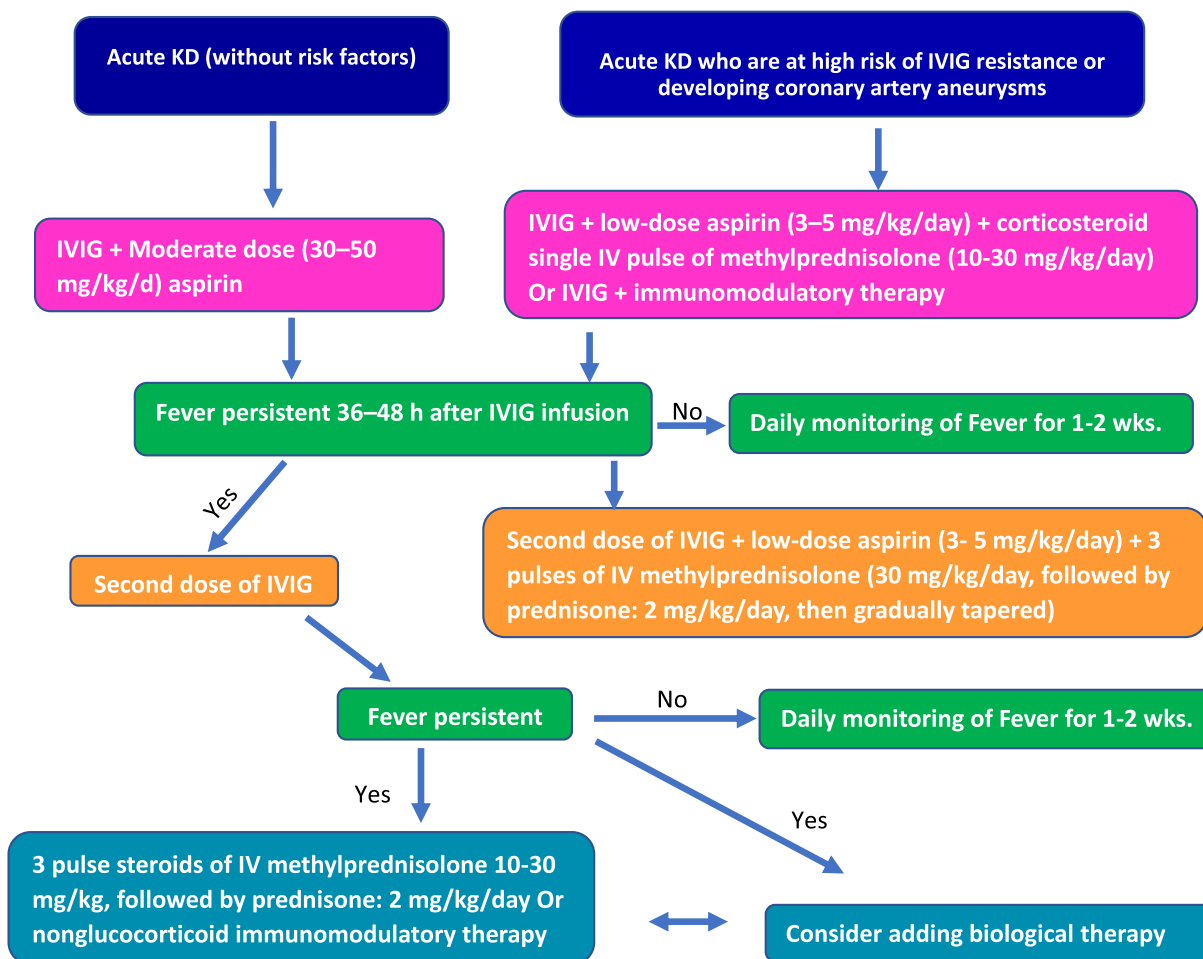 Acute KD (without risk factors)
Acute KD who are at high risk of IVIG resistance or
developing coronary artery aneurysms
IVIG + Moderate dose (30–50
mg/kg/d) aspirin
IVIG + low-dose aspirin (3–5 mg/kg/day) + corticosteroid
single IV pulse of methylprednisolone (10-30 mg/kg/day)
Or IVIG + immunomodulatory therapy
Fever persistent 36–48 h after IVIG infusion
No
Daily monitoring of Fever for 1-2 wks.
Yes
Second dose of IVIG
Second dose of IVIG + low-dose aspirin (3- 5 mg/kg/day) + 3
pulses of IV methylprednisolone (30 mg/kg/day, followed by
prednisone: 2 mg/kg/day, then gradually tapered)
Fever persistent
No
Daily monitoring of Fever for 1-2 wks.
Yes
Yes
3 pulse steroids of IV methylprednisolone 10-30
mg/kg, followed by prednisone: 2 mg/kg/day Or
nonglucocorticoid immunomodulatory therapy
Consider adding biological therapy